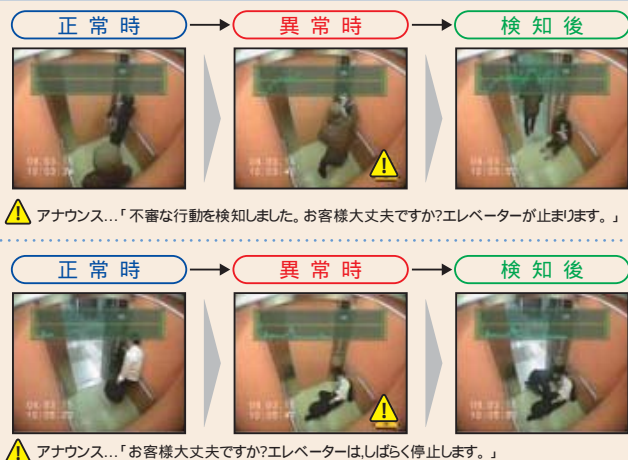 正常時 異常時 検知後
アナウンス…「不審な行動を検知しました。お客様大丈夫ですか?エレベーターが止まります。」
正常時 異常時 検知後
アナウンス…「お客様大丈夫ですか?エレベーターは,しばらく停止します。」